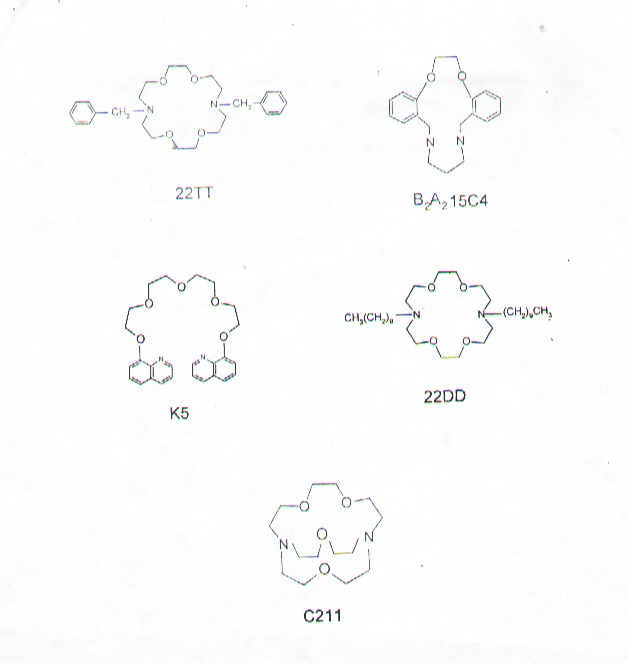 O O
CH₂ N N CH₂
O O
22TT
O O
N N
B₂A₂15C4
O O O
O O
N N
K5
O O
CH₃(CH₂)₉ N N (CH₂)₉CH₃
O O
22DD
O O
N O N
O
C211